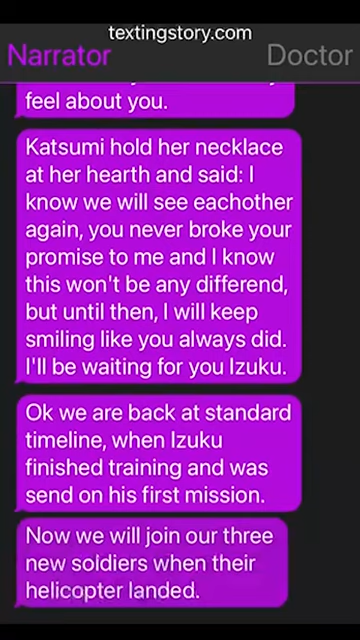 textingstory.com
Narrator
Doctor
feel about you.
Katsumi hold her necklace
at her hearth and said: I
know we will see eachother
again, you never broke your
promise to me and I know
this won't be any differend,
but until then, I will keep
smiling like you always did.
I'll be waiting for you Izuku.
Ok we are back at standard
timeline, when Izuku
finished training and was
send on his first mission.
Now we will join our three
new soldiers when their
helicopter landed.